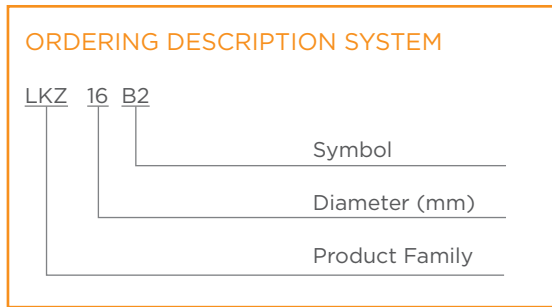 ORDERING DESCRIPTION SYSTEM
LKZ 16 B2
Symbol
Diameter (mm)
Product Family